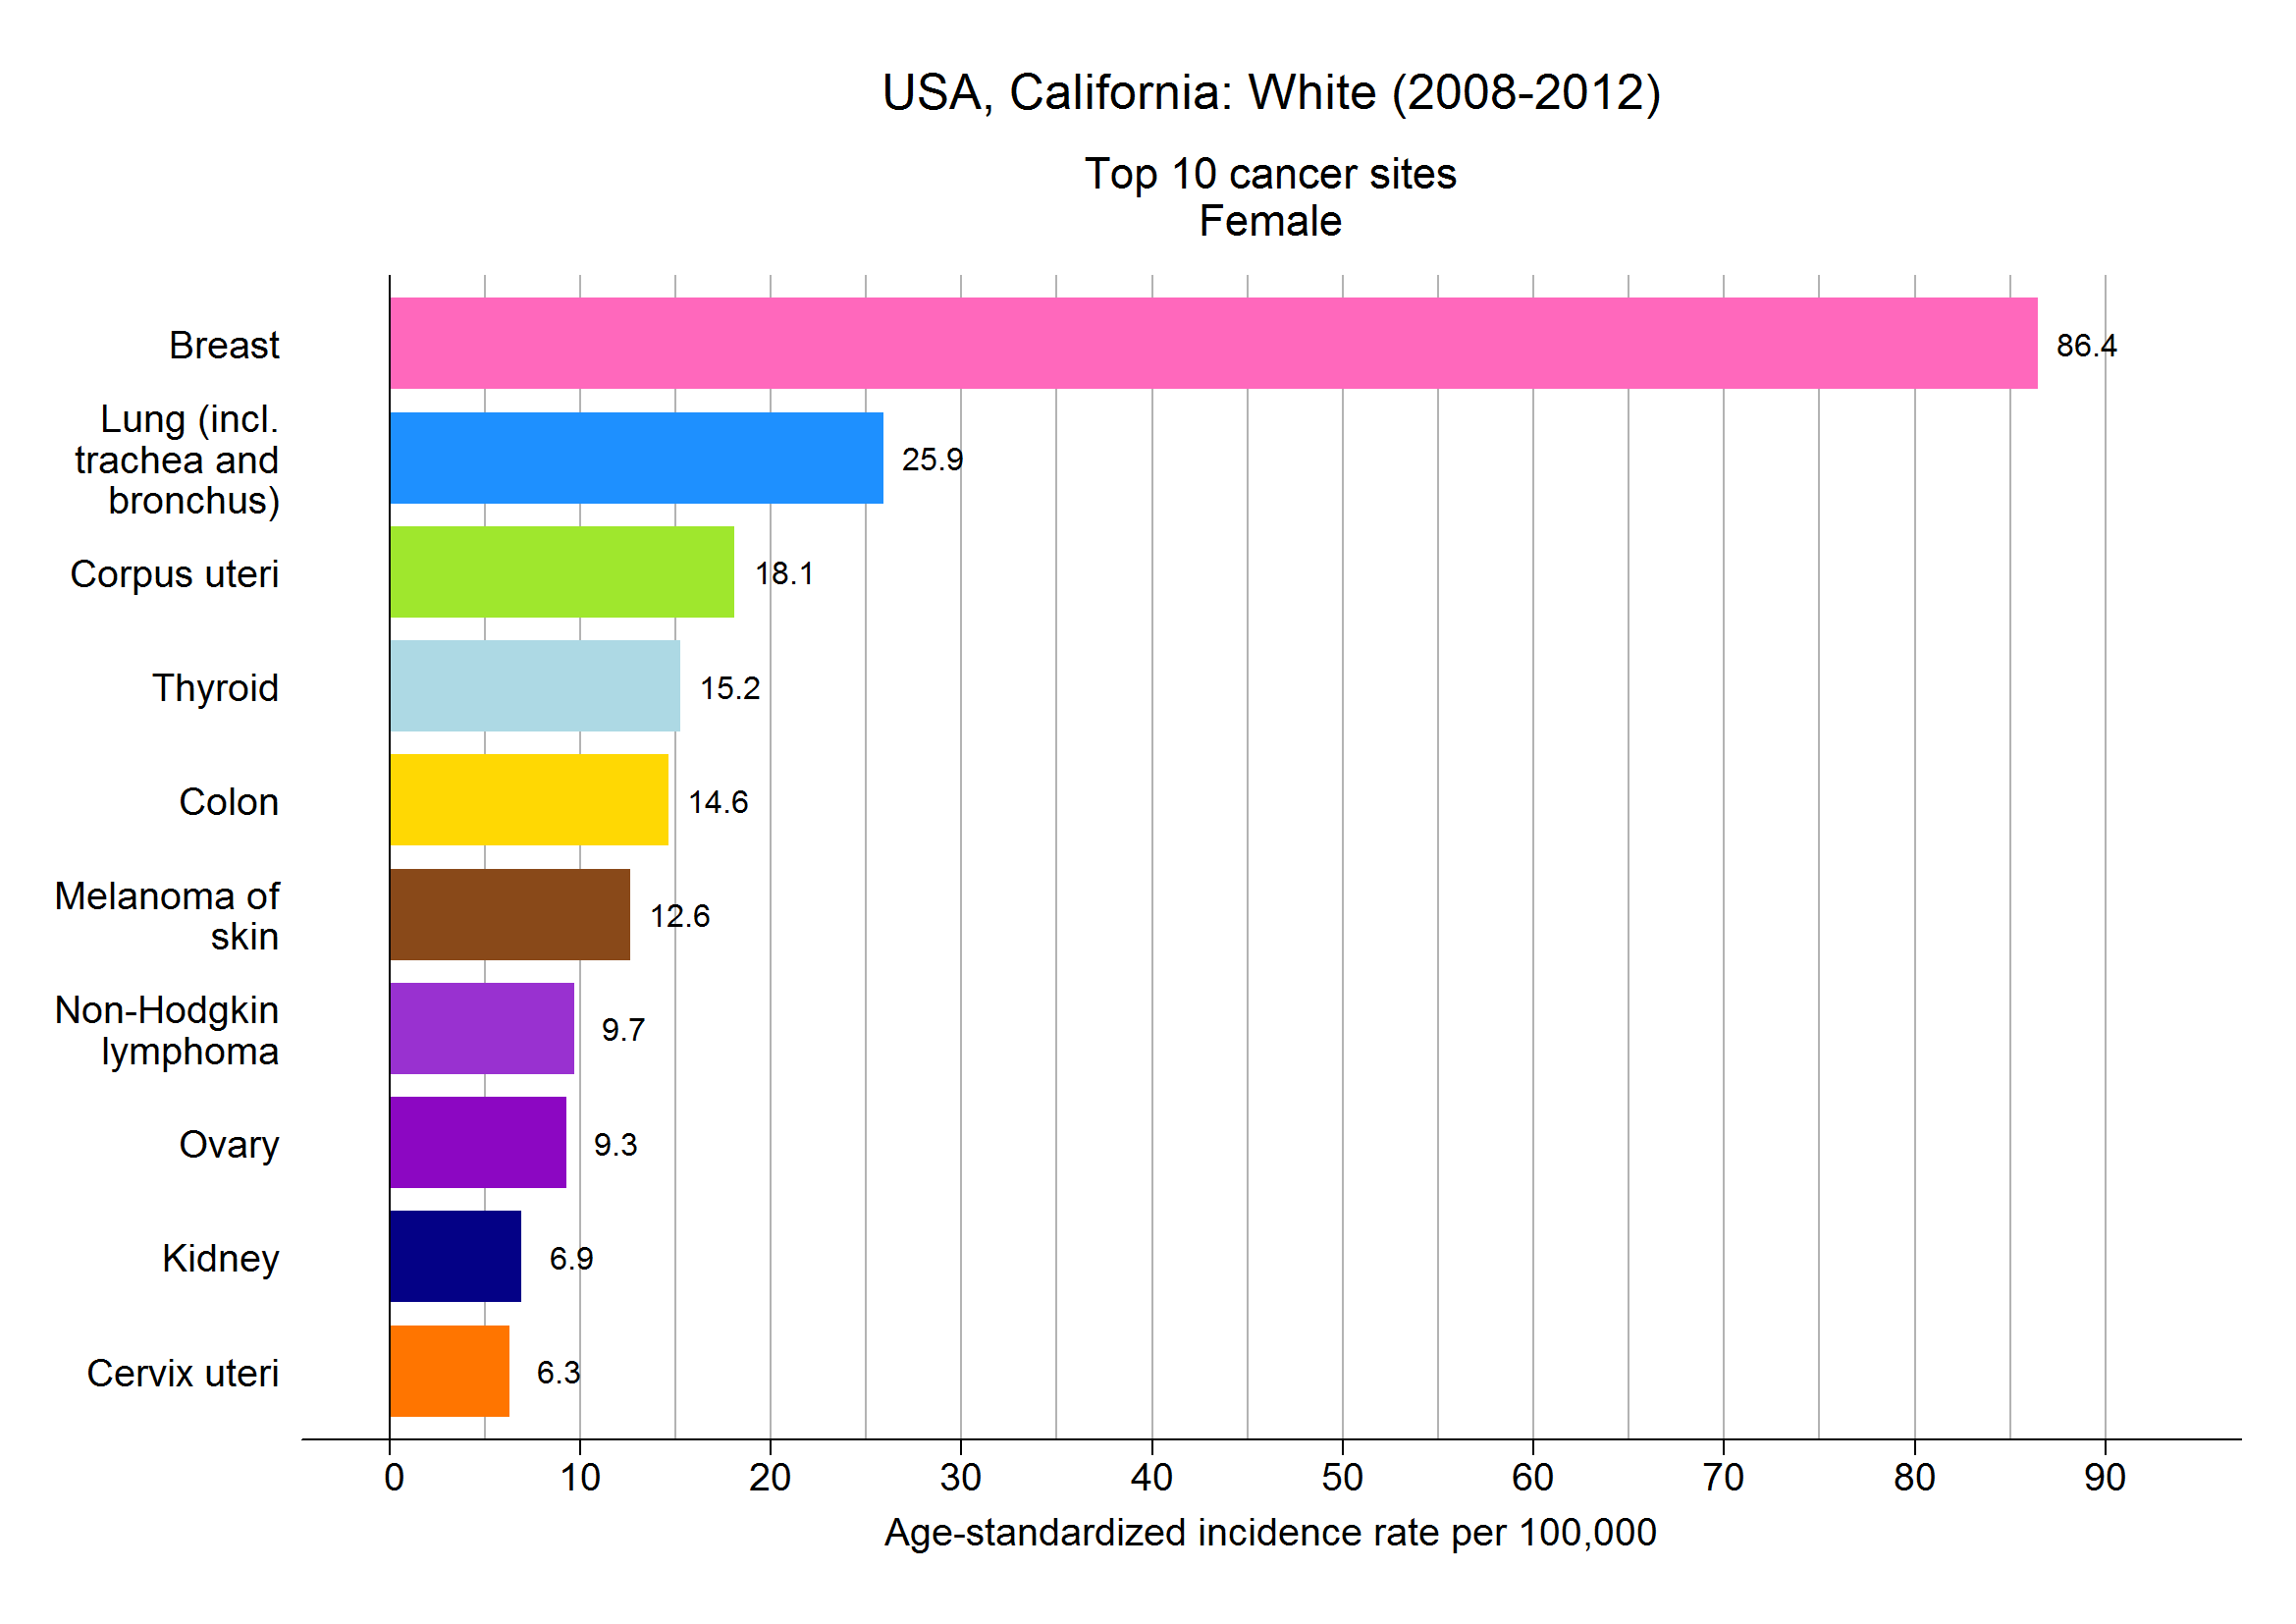 USA, California: White (2008-2012)
Top 10 cancer sites
Female
Breast
86.4
Lung (incl.
trachea and
bronchus)
25.9
Corpus uteri
18.1
Thyroid
15.2
Colon
14.6
Melanoma of
skin
12.6
Non-Hodgkin
lymphoma
9.7
Ovary
9.3
Kidney
6.9
Cervix uteri
6.3
0 10 20 30 40 50 60 70 80 90
Age-standardized incidence rate per 100,000